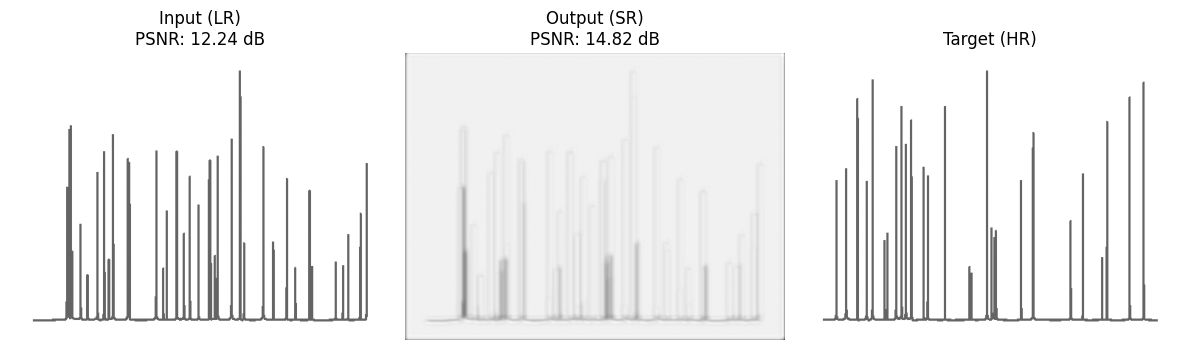 Input (LR)
PSNR: 12.24 dB
Output (SR)
PSNR: 14.82 dB
Target (HR)